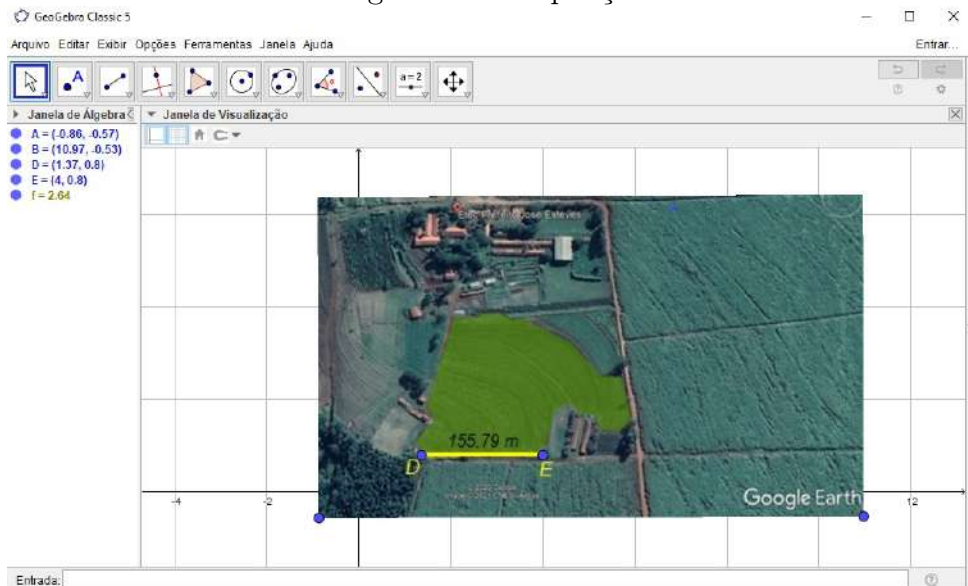 GeoGebra Classic 5
Arquivo Editar Exibir Opções Ferramentas Janela Ajuda
Entrar...
A
a=2
Janela de Álgebra
Janela de Visualização
A = (-0.86, -0.57)
B = (10.97, -0.53)
D = (1.37, 0.8)
E = (4, 0.8)
f = 2.64
José Esteves
155.79 m
D
E
Google Earth
-4
-2
12
Entrada: